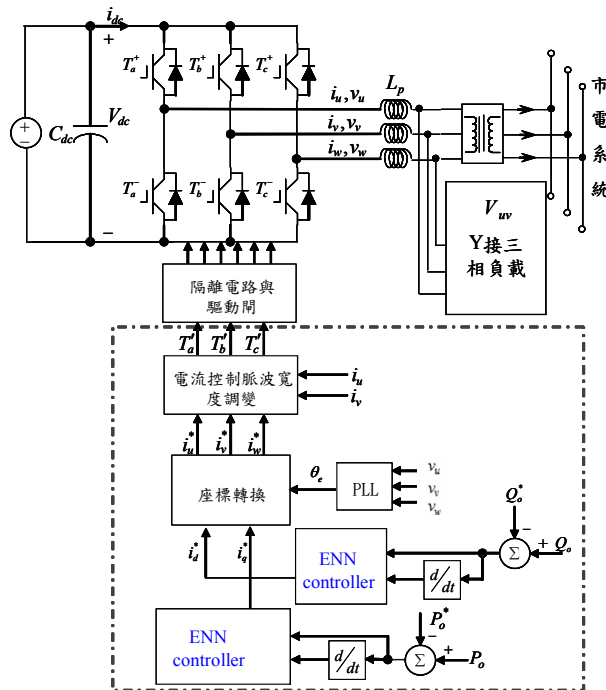 i_dc
+
T_a^+
T_b^+
T_c^+
C_dc
V_dc
i_u, v_u
L_p
i_v, v_v
i_w, v_w
市電系統
T_a^-
T_b^-
T_c^-
−
V_uv
Y接三
相負載
隔離電路與
驅動閘
T_a' T_b' T_c'
電流控制脈波寬
度調變
i_u
i_v
i_u^* i_v^* i_w^*
座標轉換
θ_e
PLL
v_u
v_v
v_w
Q_o^*
i_d^*
i_q^*
ENN
controller
d/dt
Σ
−
+ Q_o
P_o^*
ENN
controller
d/dt
Σ
−
+
P_o